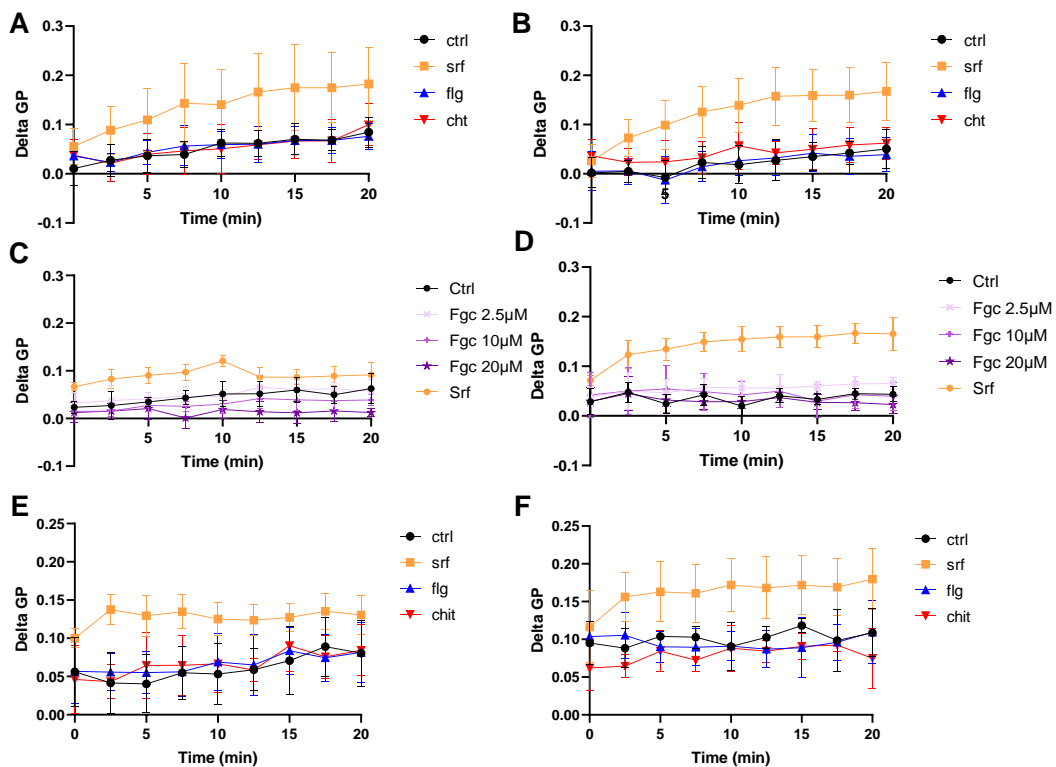 A
0.3
0.2
0.1
0.0
-0.1
Delta GP
5
10
15
20
Time (min)
ctrl
srf
flg
cht
B
0.3
0.2
0.1
0.0
-0.1
Delta GP
5
10
15
20
Time (min)
ctrl
srf
flg
cht
C
0.3
0.2
0.1
0.0
-0.1
Delta GP
5
10
15
20
Time (min)
Ctrl
Fgc 2.5µM
Fgc 10µM
Fgc 20µM
Srf
D
0.3
0.2
0.1
0.0
-0.1
Delta GP
5
10
15
20
Time (min)
Ctrl
Fgc 2.5µM
Fgc 10µM
Fgc 20µM
Srf
E
0.25
0.20
0.15
0.10
0.05
0.00
Delta GP
0
5
10
15
20
Time (min)
ctrl
srf
flg
chit
F
0.25
0.20
0.15
0.10
0.05
0.00
Delta GP
0
5
10
15
20
Time (min)
ctrl
srf
flg
chit